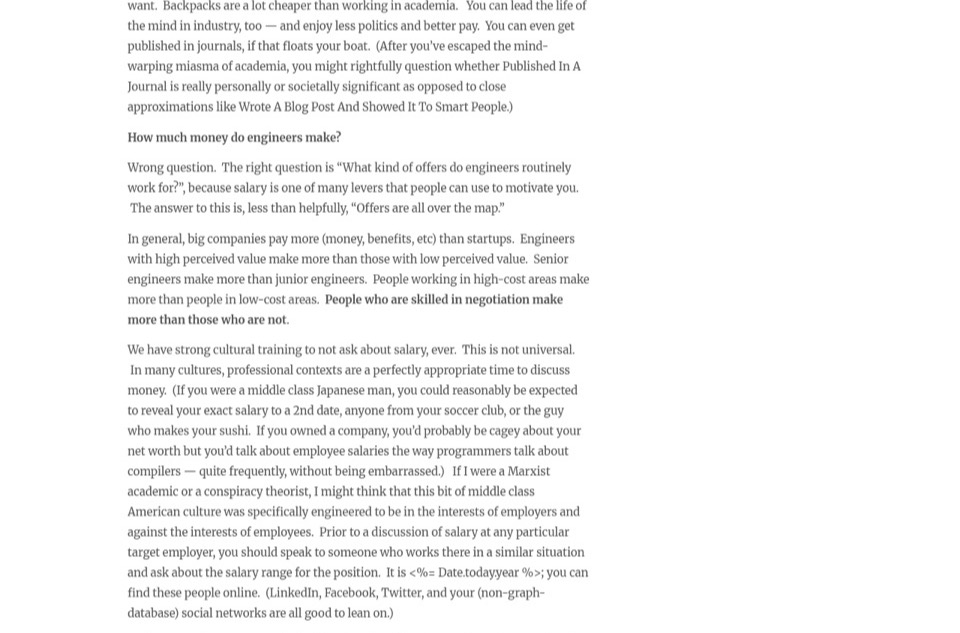 want.  Backpacks are a lot cheaper than working in academia.   You can lead the life of
the mind in industry, too — and enjoy less politics and better pay.  You can even get
published in journals, if that floats your boat.  (After you’ve escaped the mind-
warping miasma of academia, you might rightfully question whether Published In A
Journal is really personally or societally significant as opposed to close
approximations like Wrote A Blog Post And Showed It To Smart People.)
How much money do engineers make?
Wrong question.  The right question is “What kind of offers do engineers routinely
work for?”, because salary is one of many levers that people can use to motivate you.
The answer to this is, less than helpfully, “Offers are all over the map.”
In general, big companies pay more (money, benefits, etc) than startups.  Engineers
with high perceived value make more than those with low perceived value.  Senior
engineers make more than junior engineers.  People working in high-cost areas make
more than people in low-cost areas.  People who are skilled in negotiation make
more than those who are not.
We have strong cultural training to not ask about salary, ever.  This is not universal.
In many cultures, professional contexts are a perfectly appropriate time to discuss
money.  (If you were a middle class Japanese man, you could reasonably be expected
to reveal your exact salary to a 2nd date, anyone from your soccer club, or the guy
who makes your sushi.  If you owned a company, you’d probably be cagey about your
net worth but you’d talk about employee salaries the way programmers talk about
compilers — quite frequently, without being embarrassed.)   If I were a Marxist
academic or a conspiracy theorist, I might think that this bit of middle class
American culture was specifically engineered to be in the interests of employers and
against the interests of employees.  Prior to a discussion of salary at any particular
target employer, you should speak to someone who works there in a similar situation
and ask about the salary range for the position.  It is <%= Date.today.year %>; you can
find these people online.  (LinkedIn, Facebook, Twitter, and your (non-graph-
database) social networks are all good to lean on.)